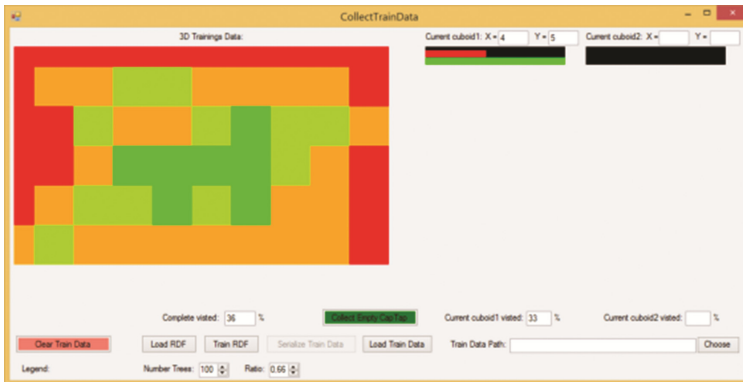 CollectTrainData
3D Trainings Data: Current cuboid1: X = 4 Y = 5 Current cuboid2: X = Y =
Complete visted: 36 % Collect Empty CapTap Current cuboid1 visted: 33 % Current cuboid2 visted: %
Clear Train Data Load RDF Train RDF Serialize Train Data Load Train Data Train Data Path: Choose
Legend: Number Trees: 100 Ratio: 0,66